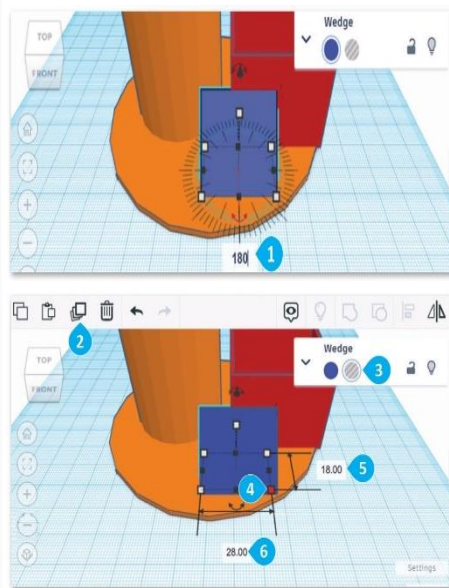 TOP
FRONT
Wedge
180
1
2
TOP
FRONT
Wedge
3
18.00
5
4
28.00
6
Settings